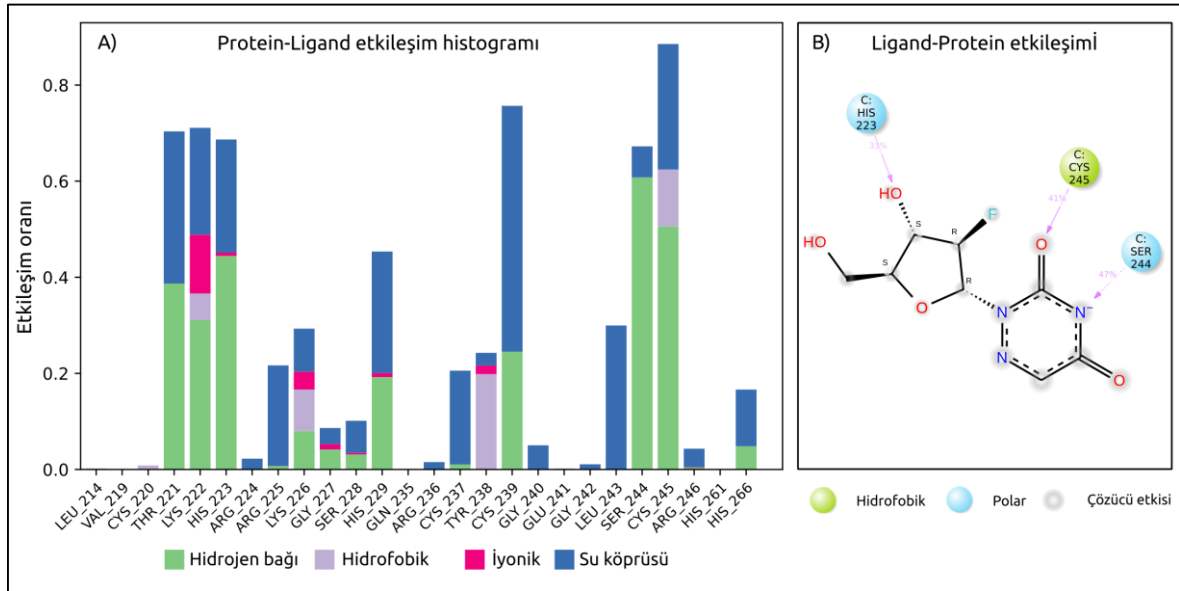 A) Protein-Ligand etkileşim histogramı
Etkileşim oranı
0.8
0.6
0.4
0.2
0.0
LEU_214
VAL_219
CYS_220
THR_221
LYS_222
HIS_223
ARG_224
ARG_225
LYS_226
GLY_227
SER_228
HIS_229
GLN_235
ARG_236
CYS_237
TYR_238
CYS_239
GLY_240
GLU_241
GLY_242
LEU_243
SER_244
CYS_245
ARG_246
HIS_261
HIS_266
Hidrojen bağı Hidrofobik İyonik Su köprüsü
B) Ligand-Protein etkileşimİ
C:
HIS
223
33%
C:
CYS
245
41%
C:
SER
244
47%
HO
F
S
R
HO
O
S
R
O
N
N⁻
N
O
Hidrofobik Polar Çözücü etkisi